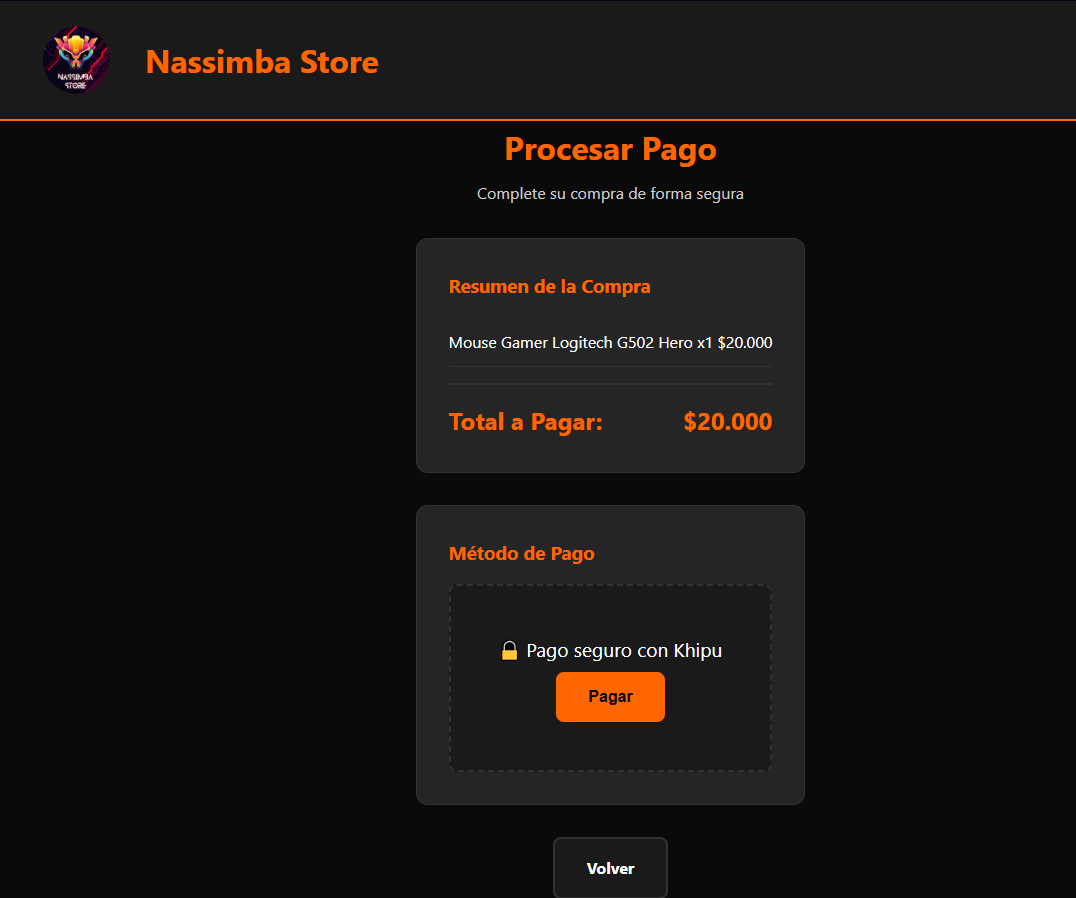 NASSIMBA
STORE
Nassimba Store
Procesar Pago
Complete su compra de forma segura
Resumen de la Compra
Mouse Gamer Logitech G502 Hero x1 $20.000
Total a Pagar: $20.000
Método de Pago
🔒 Pago seguro con Khipu
Pagar
Volver